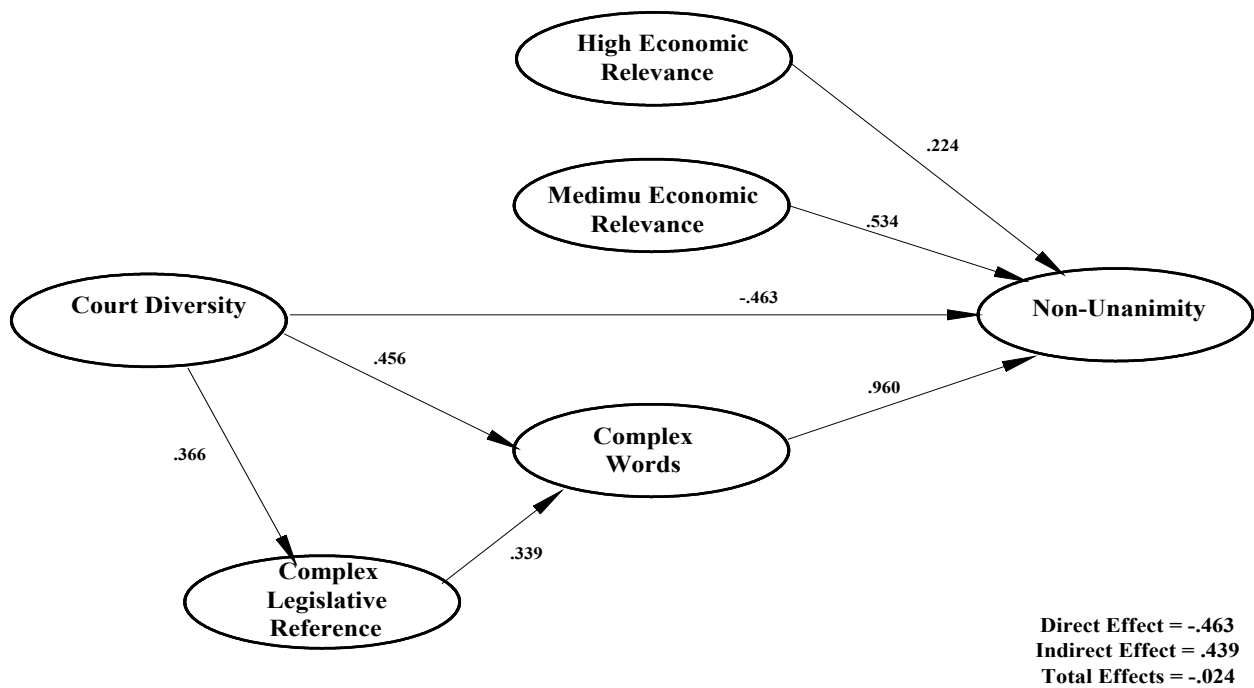 High Economic
Relevance
.224
Medimu Economic
Relevance
.534
Court Diversity
-.463
Non-Unanimity
.456
.960
Complex
Words
.366
.339
Complex
Legislative
Reference
Direct Effect = -.463
Indirect Effect = .439
Total Effects = -.024